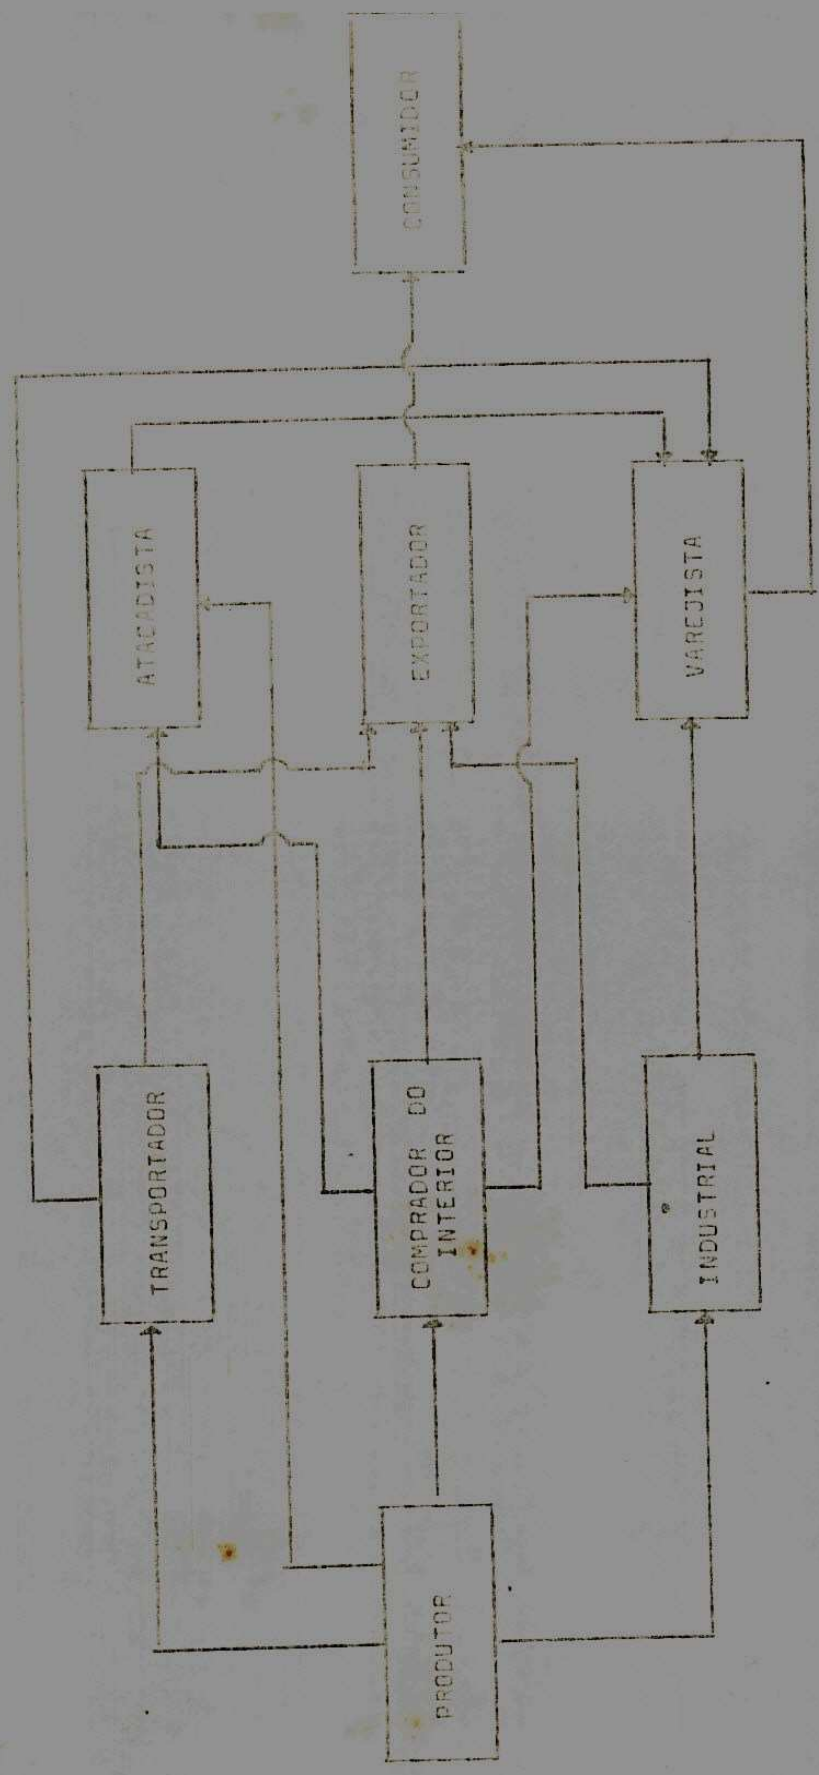 PRODUTOR
TRANSPORTADOR
COMPRADOR DO
INTERIOR
INDUSTRIAL
ATACADISTA
EXPORTADOR
VAREJISTA
CONSUMIDOR